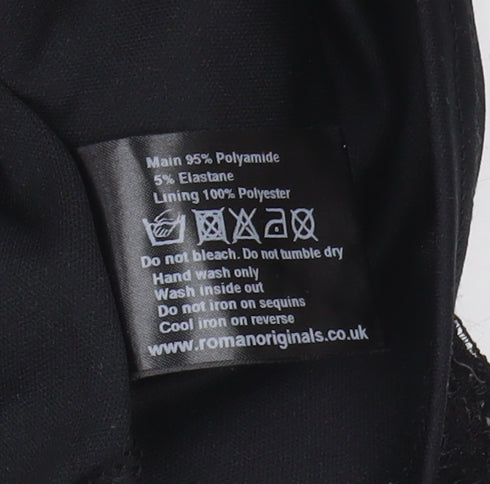 Main 95% Polyamide
5% Elastane
Lining 100% Polyester
Do not bleach. Do not tumble dry
Hand wash only
Wash inside out
Do not iron on sequins
Cool iron on reverse
www.romanoriginals.co.uk